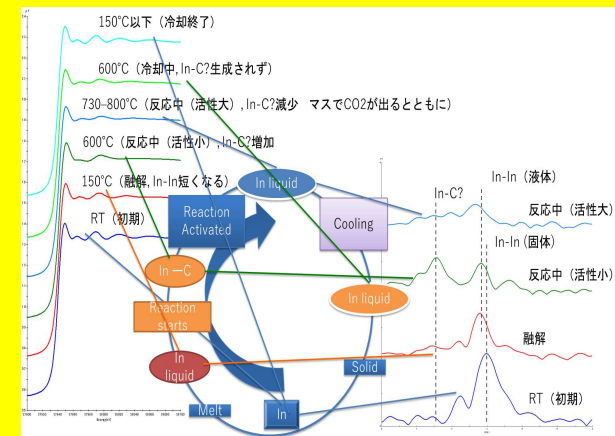 150℃以下（冷却終了）
600℃（冷却中, In-C?生成されず）
730–800℃（反応中（活性大）, In-C?減少 マスでCO2が出るとともに）
600℃（反応中（活性小）, In-C?増加
150℃（融解, In-In短くなる）
RT（初期）
In liquid
Reaction
Activated
Cooling
In－C
In liquid
Reaction
starts
In
liquid
Solid
Melt
In
In-In（液体）
In-C?
反応中（活性大）
In-In（固体）
反応中（活性小）
融解
RT（初期）